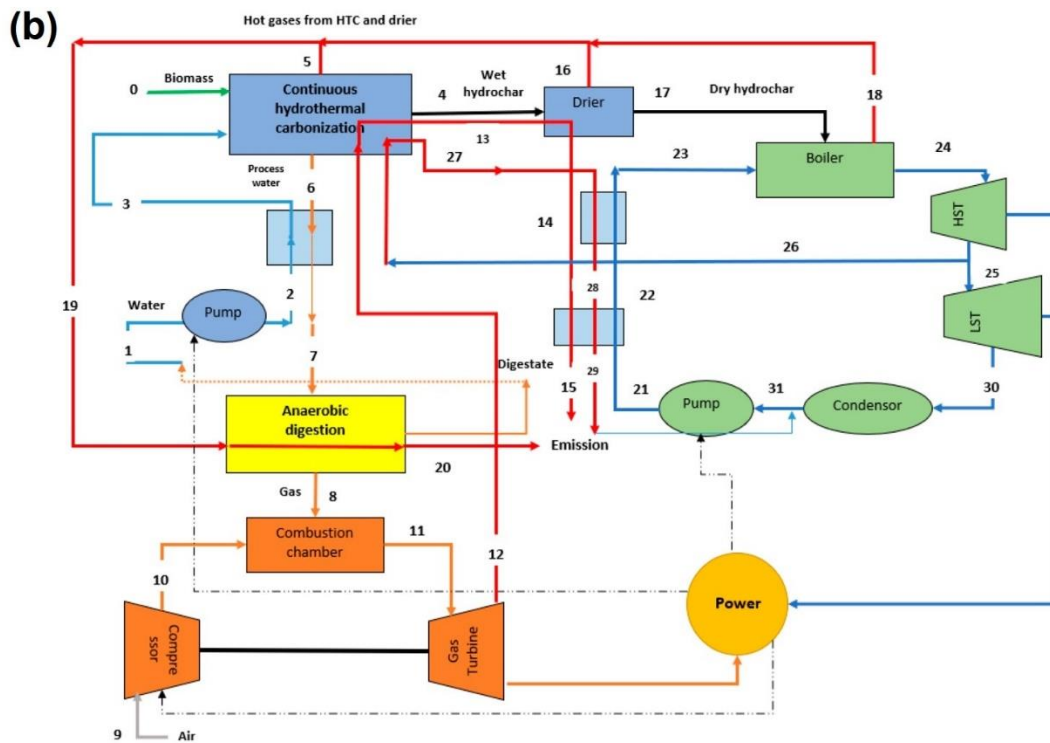 (b)
Hot gases from HTC and drier
5
16
18
0
Biomass
Continuous
hydrothermal
carbonization
4
Wet
hydrochar
Drier
17
Dry hydrochar
13
27
23
Boiler
24
HST
Process
water
6
3
14
26
25
LST
2
28
22
19
Water
Pump
1
7
Digestate
29
15
21
Pump
31
Condensor
30
Anaerobic
digestion
Emission
20
Gas
8
Combustion
chamber
11
12
10
Compre
ssor
Gas
Turbine
Power
9
Air